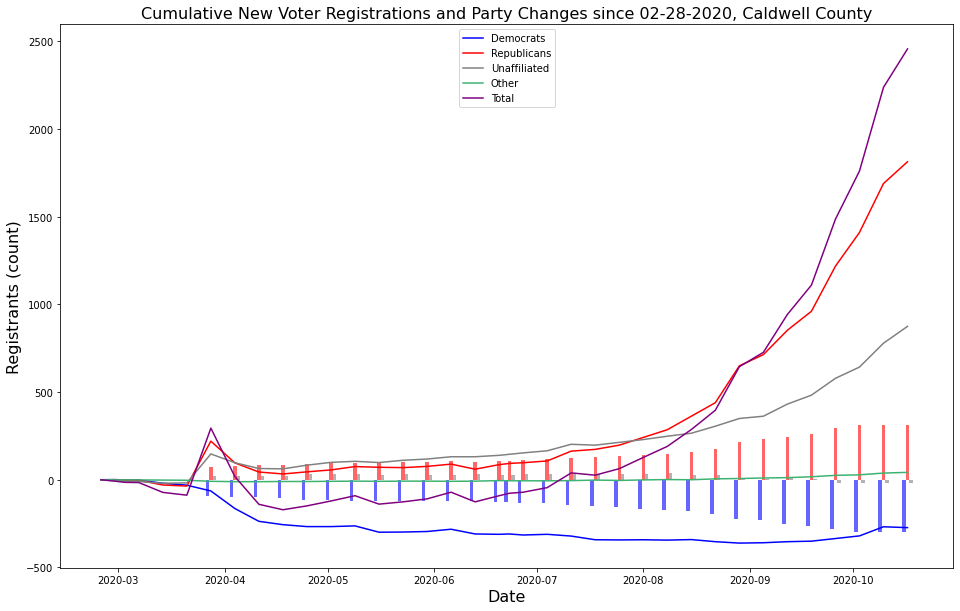 Cumulative New Voter Registrations and Party Changes since 02-28-2020, Caldwell County
Democrats
Republicans
Unaffiliated
Other
Total
Registrants (count)
2500
2000
1500
1000
500
0
−500
2020-03
2020-04
2020-05
2020-06
2020-07
2020-08
2020-09
2020-10
Date